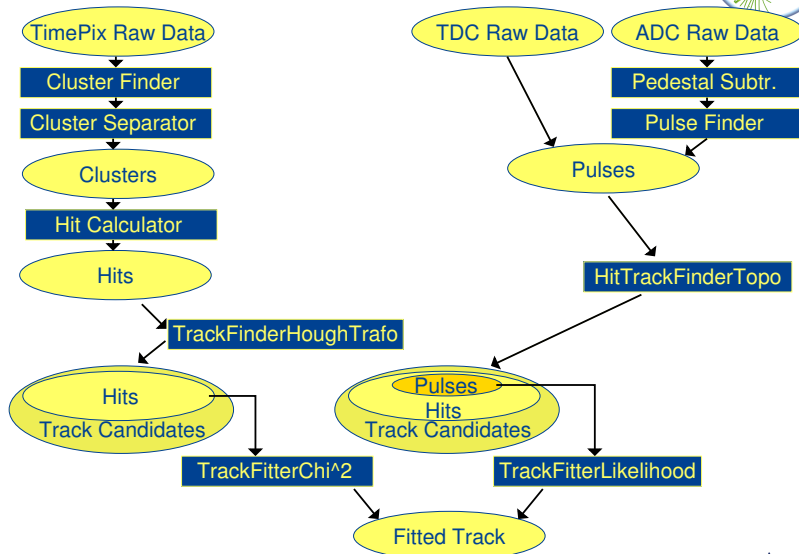 TimePix Raw Data
TDC Raw Data
ADC Raw Data
Cluster Finder
Pedestal Subtr.
Cluster Separator
Pulse Finder
Clusters
Pulses
Hit Calculator
Hits
HitTrackFinderTopo
TrackFinderHoughTrafo
Hits
Track Candidates
Pulses
Hits
Track Candidates
TrackFitterChi^2
TrackFitterLikelihood
Fitted Track